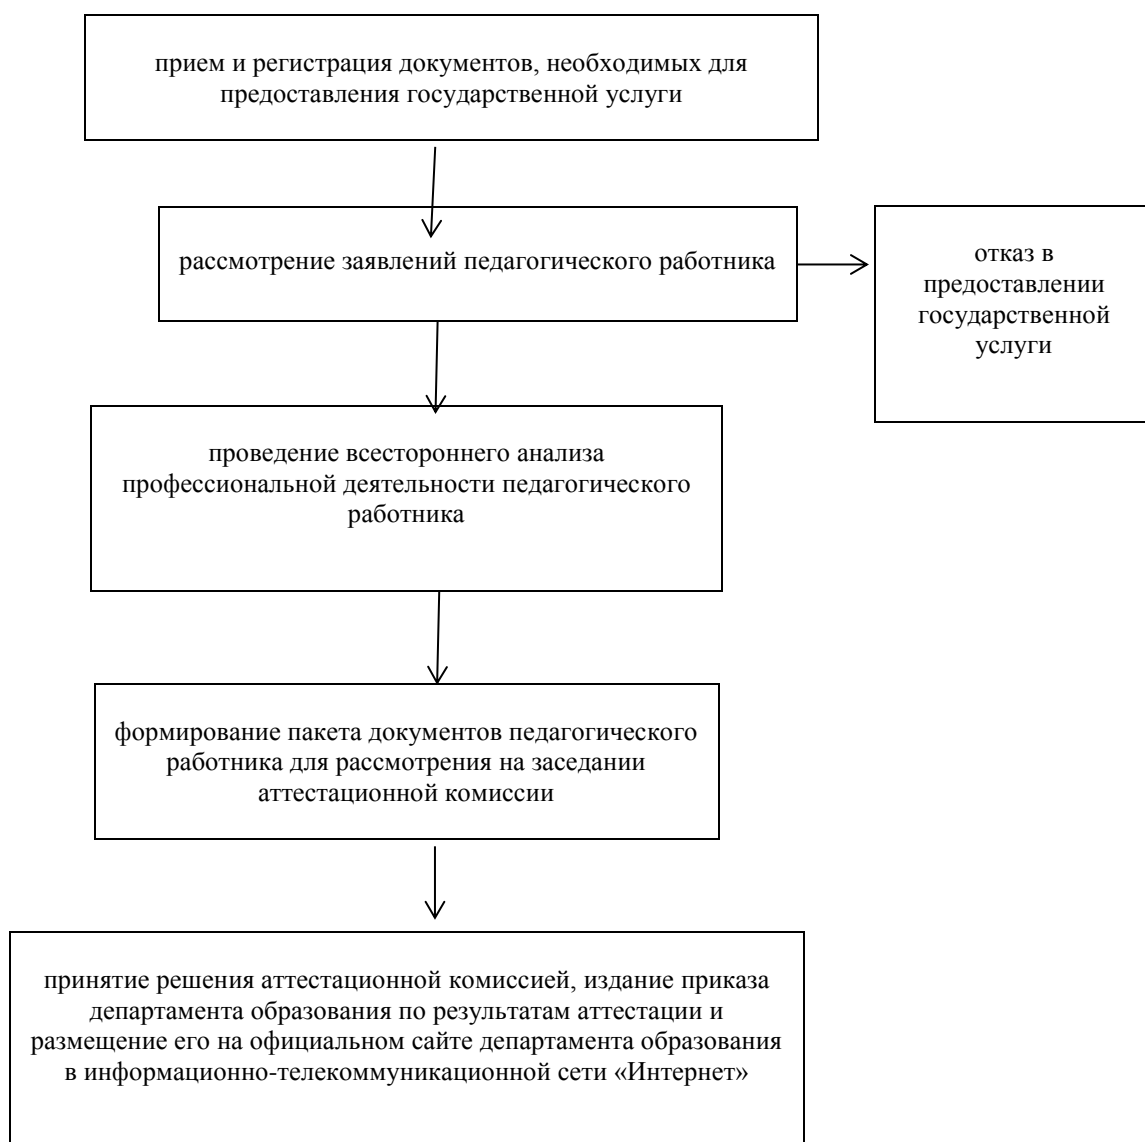 прием и регистрация документов, необходимых для
предоставления государственной услуги
рассмотрение заявлений педагогического работника
отказ в
предоставлении
государственной
услуги
проведение всестороннего анализа
профессиональной деятельности педагогического
работника
формирование пакета документов педагогического
работника для рассмотрения на заседании
аттестационной комиссии
принятие решения аттестационной комиссией, издание приказа
департамента образования по результатам аттестации и
размещение его на официальном сайте департамента образования
в информационно-телекоммуникационной сети «Интернет»